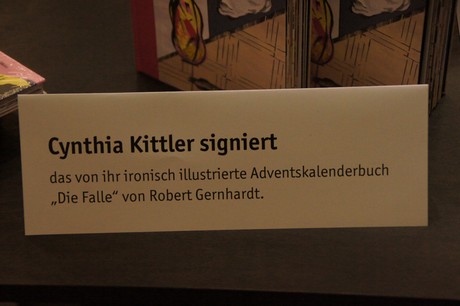 Cynthia Kittler signiert
das von ihr ironisch illustrierte Adventskalenderbuch
„Die Falle“ von Robert Gernhardt.